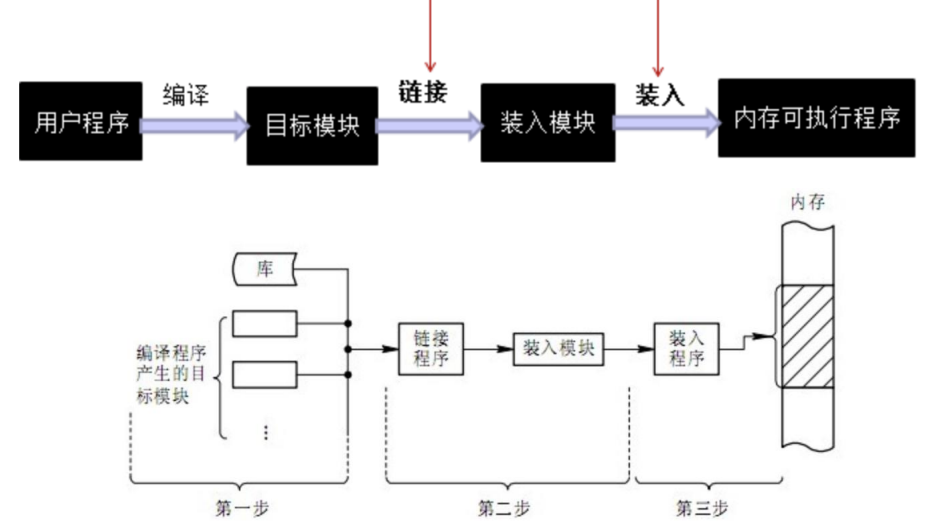 用户程序
编译
目标模块
链接
装入模块
装入
内存可执行程序
内存
库
编译程序
产生的目
标模块
链接
程序
装入模块
装入
程序
第一步
第二步
第三步